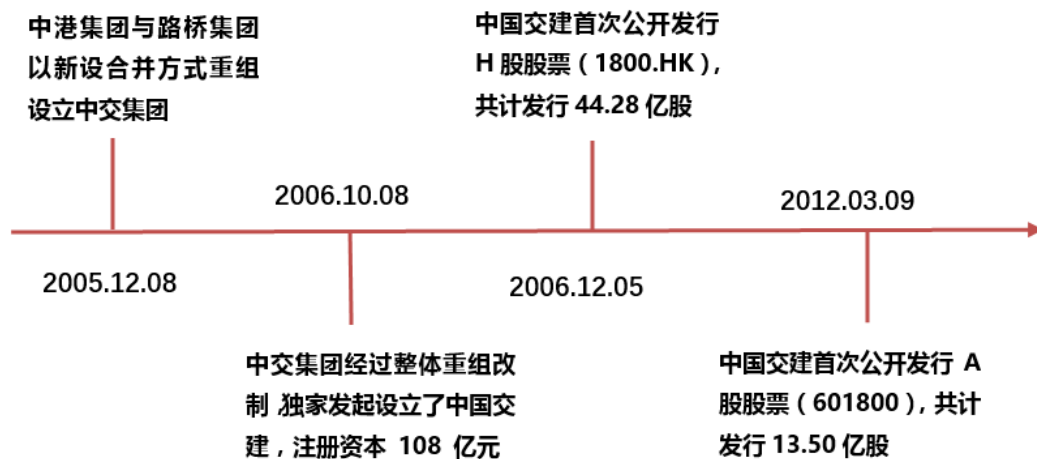 中港集团与路桥集团
以新设合并方式重组
设立中交集团
中国交建首次公开发行
H 股股票（1800.HK），
共计发行 44.28 亿股
2006.10.08
2012.03.09
2005.12.08
2006.12.05
中交集团经过整体重组改
制 ,独家发起设立了中国交
建，注册资本 108 亿元
中国交建首次公开发行 A
股股票（601800），共计
发行 13.50 亿股